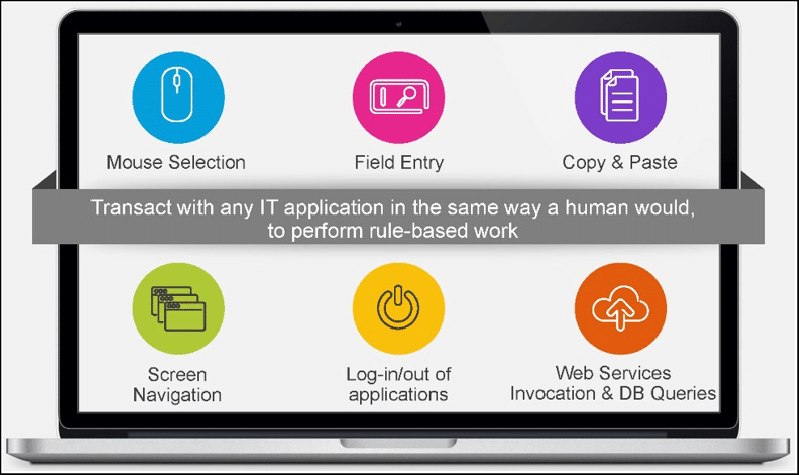 Mouse Selection
Field Entry
Copy & Paste
Transact with any IT application in the same way a human would,
to perform rule-based work
Screen
Navigation
Log-in/out of
applications
Web Services
Invocation & DB Queries